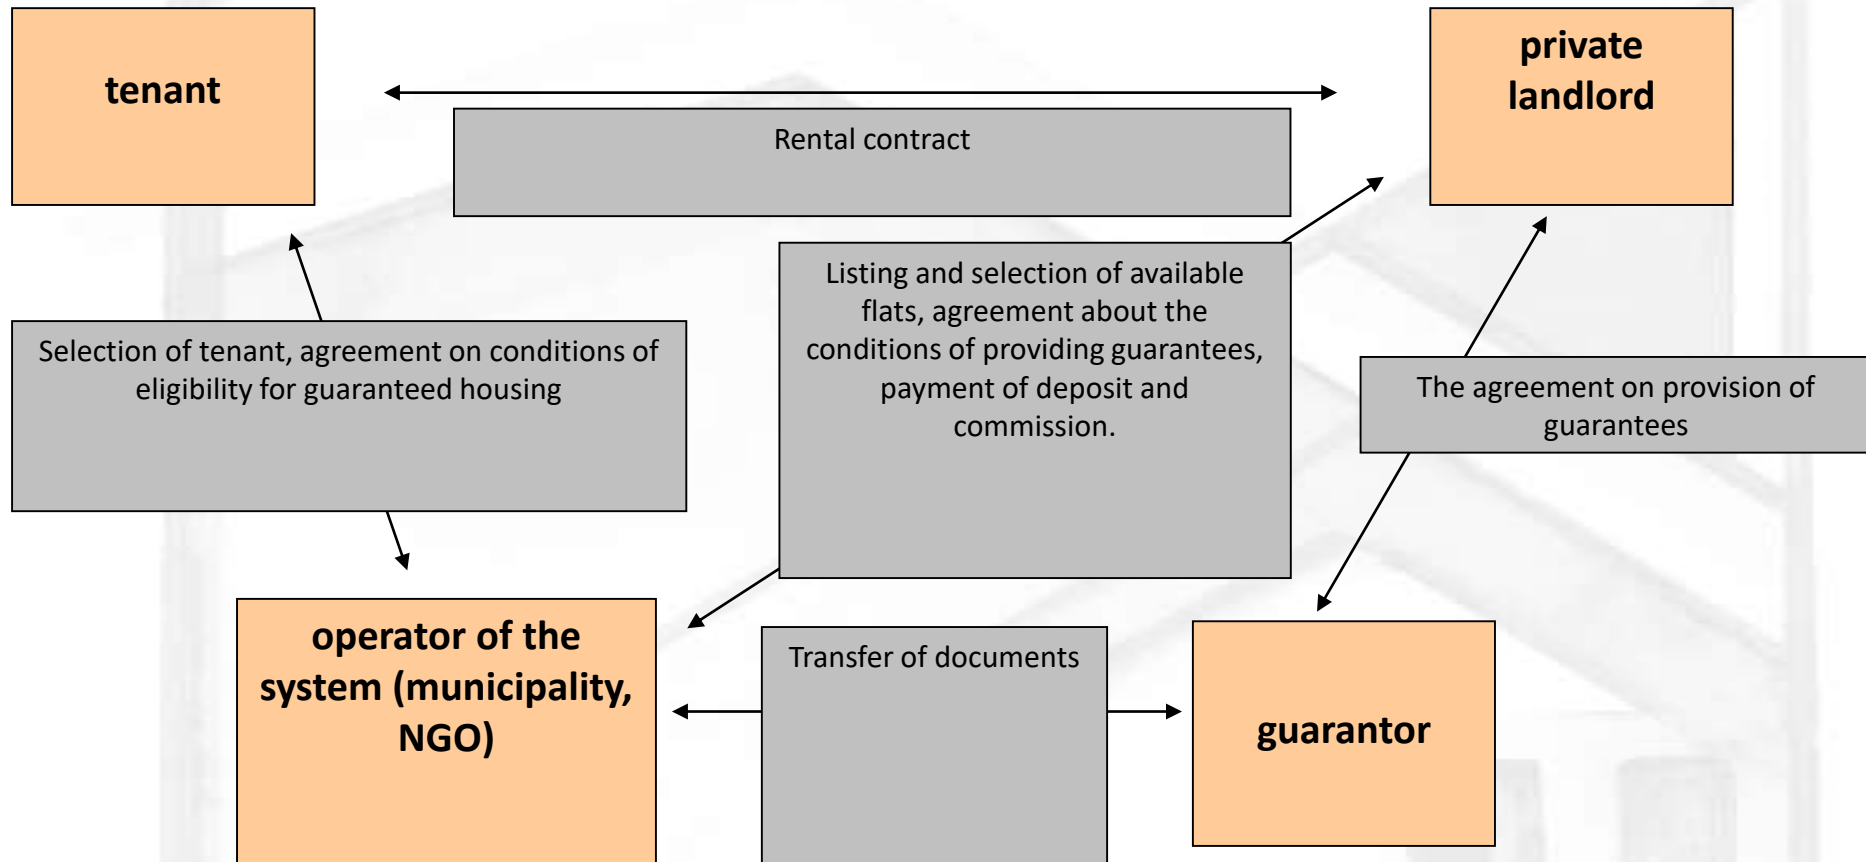 tenant
private
landlord
Rental contract
Listing and selection of available
flats, agreement about the
conditions of providing guarantees,
payment of deposit and
commission.
Selection of tenant, agreement on conditions of
eligibility for guaranteed housing
The agreement on provision of
guarantees
operator of the
system (municipality,
NGO)
Transfer of documents
guarantor